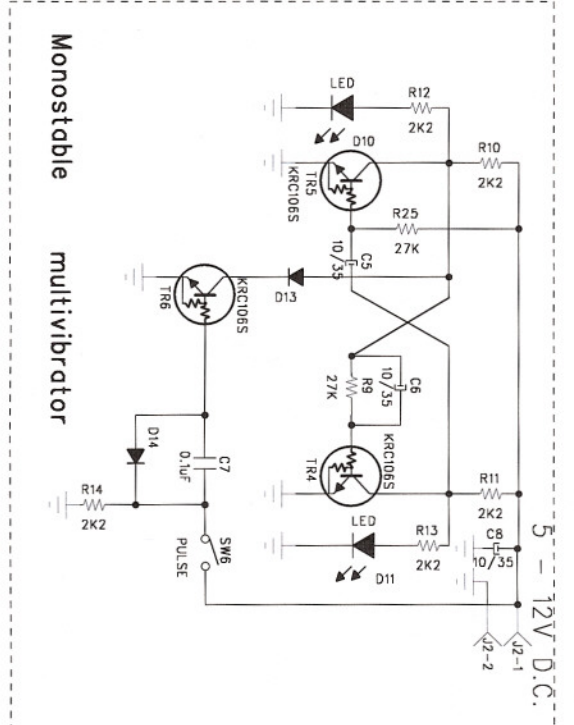 Monostable multivibrator
LED
R12
2K2
D10
R10
2K2
TR5
KRC106S
R25
27K
C5
10/35
D13
KRC106S
TR6
C6
10/35
R9
27K
KRC106S
TR4
D14
C7
0.1uF
R14
2K2
SW6
PULSE
R11
2K2
LED
R13
2K2
D11
C8
10/35
5 - 12V D.C.
J2-2
J2-1